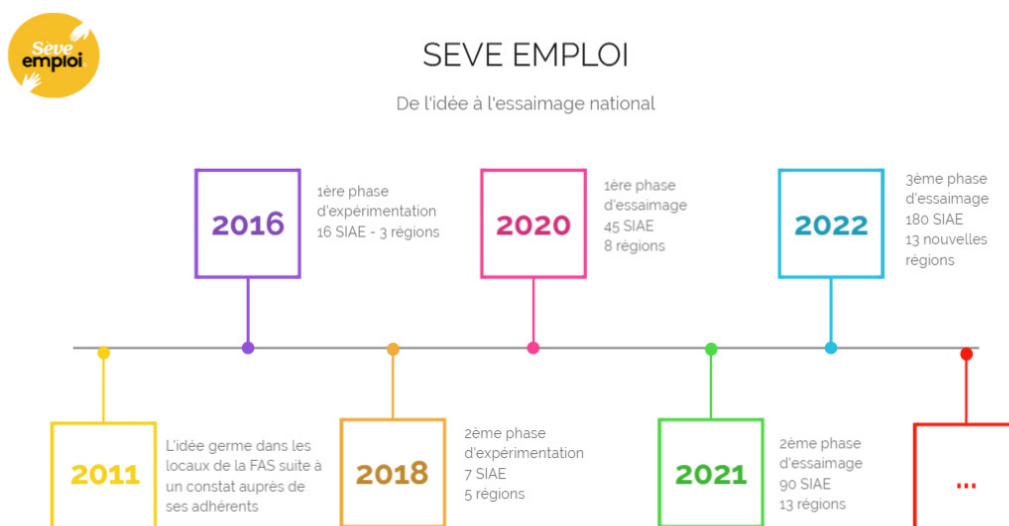 Sève
emploi
SEVE EMPLOI
De l'idée à l'essaimage national
2016
1ère phase
d'expérimentation
16 SIAE - 3 régions
2020
1ère phase
d'essaimage
45 SIAE
8 régions
2022
3ème phase
d'essaimage
180 SIAE
13 nouvelles
régions
2011
L'idée germe dans les
locaux de la FAS suite à
un constat auprès de
ses adhérents
2018
2ème phase
d'expérimentation
7 SIAE
5 régions
2021
2ème phase
d'essaimage
90 SIAE
13 régions
...